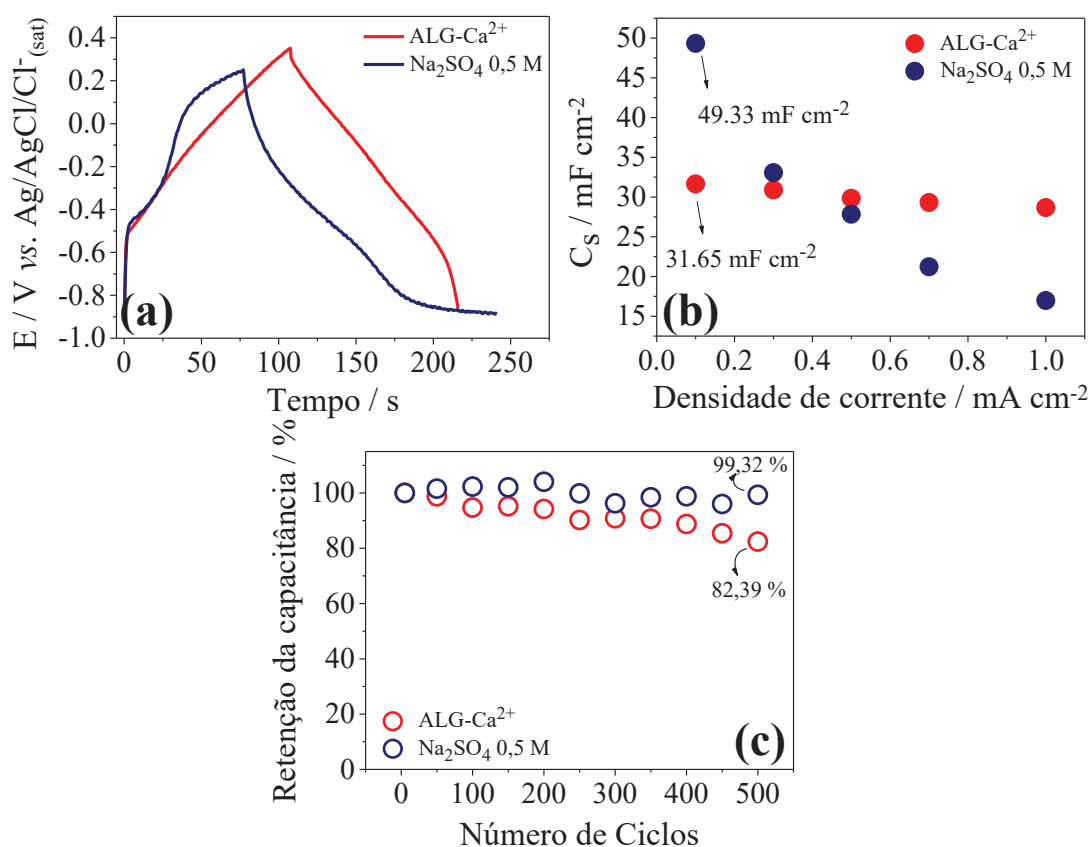 E / V vs. Ag/AgCl/Cl-(sat)
0.4
0.2
0.0
-0.2
-0.4
-0.6
-0.8
-1.0
ALG-Ca2+
Na2SO4 0,5 M
(a)
0 50 100 150 200 250
Tempo / s
CS / mF cm-2
50
45
40
35
30
25
20
15
ALG-Ca2+
Na2SO4 0,5 M
49.33 mF cm-2
31.65 mF cm-2
(b)
0.0 0.2 0.4 0.6 0.8 1.0
Densidade de corrente / mA cm-2
Retenção da capacitância / %
100
80
60
40
20
0
99,32 %
82,39 %
ALG-Ca2+
Na2SO4 0,5 M
(c)
0 100 200 300 400 500
Número de Ciclos